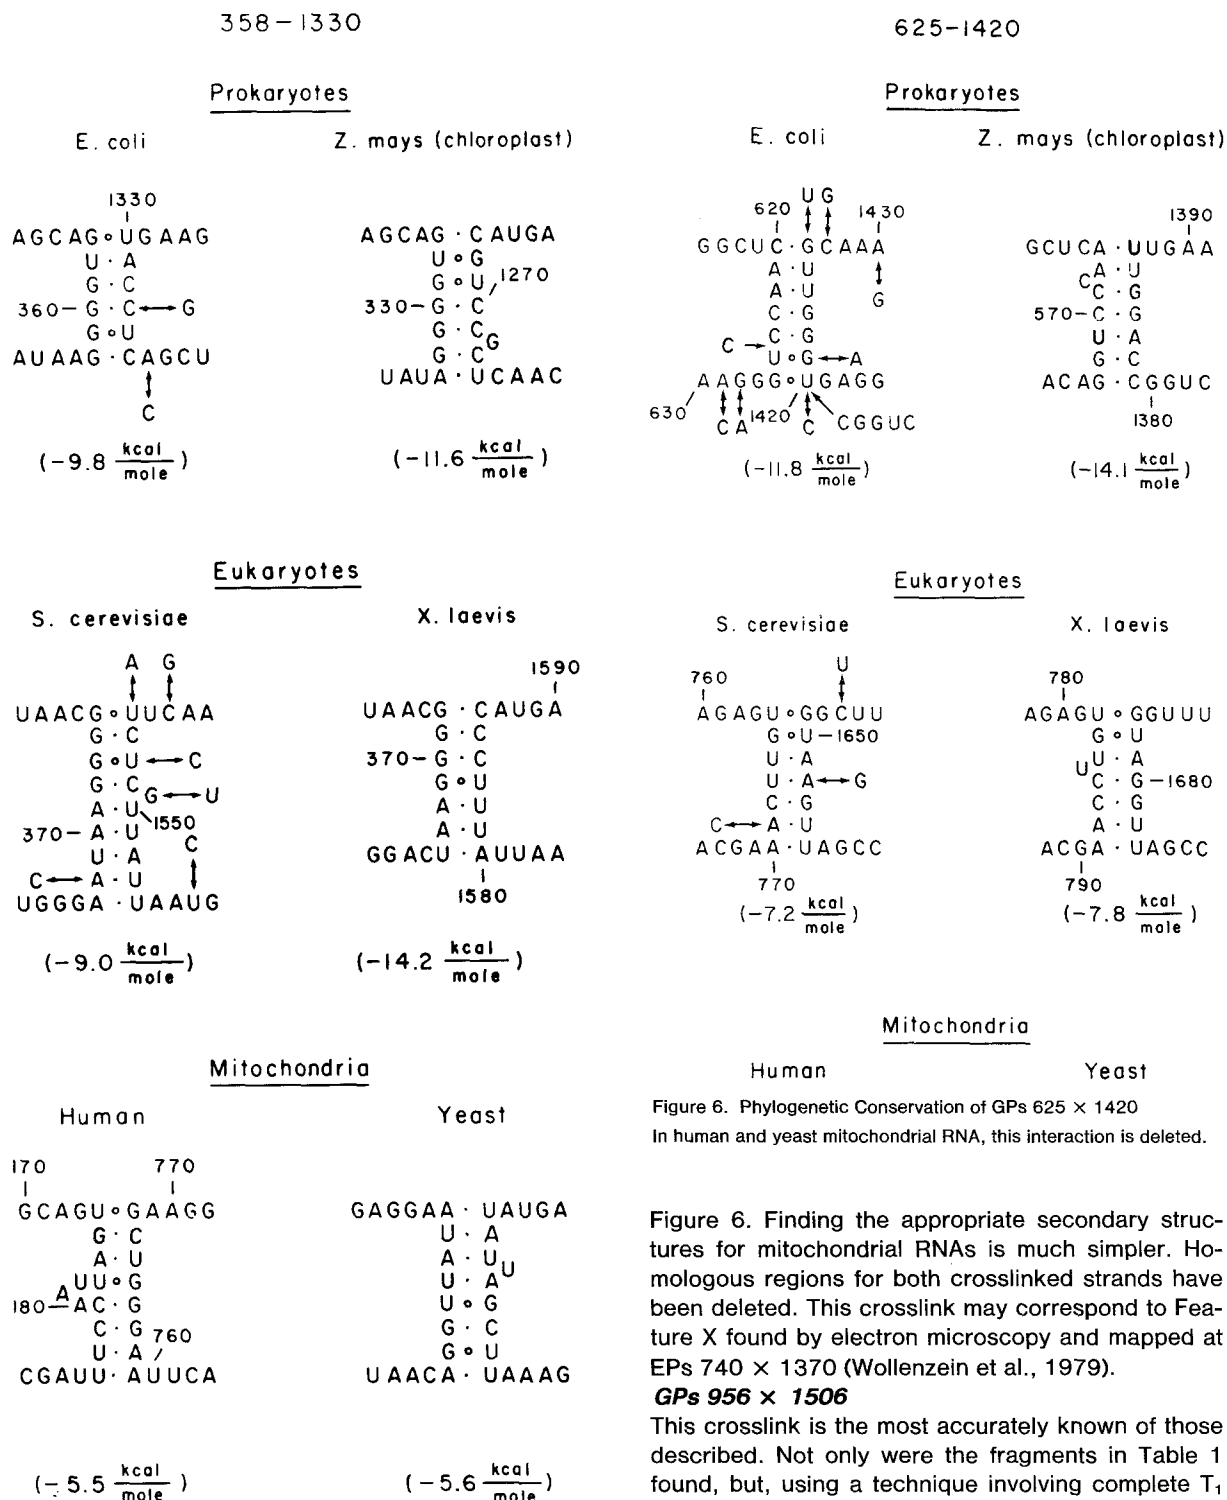 358-1330
Prokaryotes
E. coli
Z. mays (chloroplast)
1330
AGCAG∘UGAAG
U·A
G·C
360-G·C↔G
G∘U
AUAAG·CAGCU
C
(-9.8 kcal/mole)
AGCAG·CAUGA
U∘G
G∘U 1270
330-G·C
G·C G
G·C
UAUA·UCAAC
(-11.6 kcal/mole)
Eukaryotes
S. cerevisiae
X. laevis
A G
UAACG∘UUCAA
G·C
G∘U↔C
G·C G↔U
A·U 1550
370-A·U C
U·A
C↔A·U
UGGGA·UAAUG
(-9.0 kcal/mole)
1590
UAACG·CAUGA
G·C
370-G·C
G∘U
A·U
A·U
GGACU·AUUAA
1580
(-14.2 kcal/mole)
Mitochondria
Human
Yeast
170 770
GCAGU∘GAAGG
G·C
A·U
A U U∘G
180-AC·G
C·G 760
U·A
CGAUU·AUUCA
(-5.5 kcal/mole)
GAGGAA·UAUGA
U·A
A·U U
U·A
U∘G
G·C
G∘U
UAACA·UAAAG
(-5.6 kcal/mole)
625-1420
Prokaryotes
E. coli
Z. mays (chloroplast)
UG
620 1430
GGCUC·GCAAA
A·U
A·U G
C·G
C→C·G
U∘G↔A
AAGGG∘UGAGG
630 1420
CA C CGGUC
(-11.8 kcal/mole)
1390
GCUCA·UUGAA
A·U
C C·G
570-C·G
U·A
G·C
ACAG·CGGUC
1380
(-14.1 kcal/mole)
Eukaryotes
S. cerevisiae
X. laevis
U
760
AGAGU∘GGCUU
G∘U-1650
U·A
U·A↔G
C·G
C↔A·U
ACGAA·UAGCC
770
(-7.2 kcal/mole)
780
AGAGU∘GGUUU
G∘U
U U·A
C·G-1680
C·G
A·U
ACGA·UAGCC
790
(-7.8 kcal/mole)
Mitochondria
Human
Yeast
Figure 6. Phylogenetic Conservation of GPs 625 × 1420
In human and yeast mitochondrial RNA, this interaction is deleted.
Figure 6. Finding the appropriate secondary struc-
tures for mitochondrial RNAs is much simpler. Ho-
mologous regions for both crosslinked strands have
been deleted. This crosslink may correspond to Fea-
ture X found by electron microscopy and mapped at
EPs 740 × 1370 (Wollenzein et al., 1979).
GPs 956 × 1506
This crosslink is the most accurately known of those
described. Not only were the fragments in Table 1
found, but, using a technique involving complete T₁